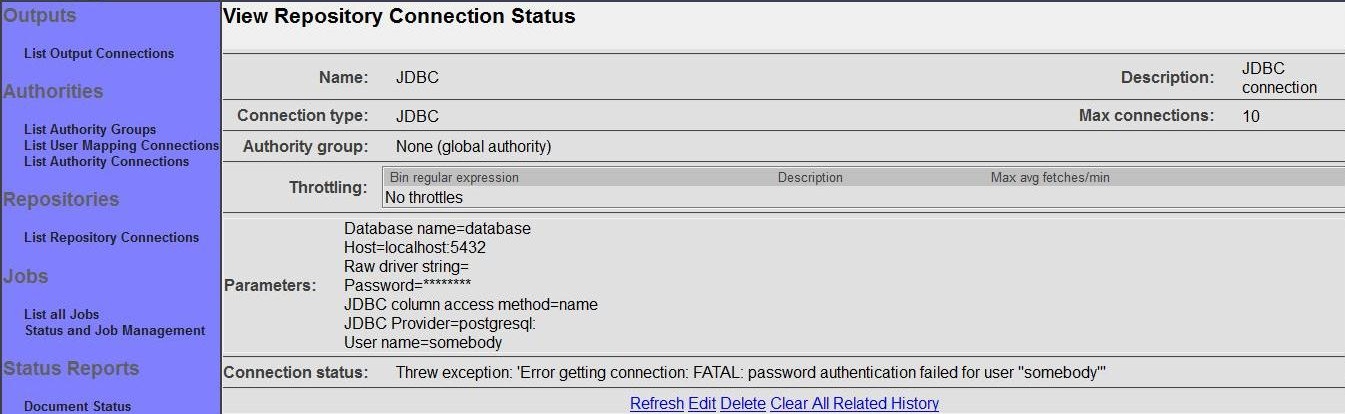 Outputs
List Output Connections
Authorities
List Authority Groups
List User Mapping Connections
List Authority Connections
Repositories
List Repository Connections
Jobs
List all Jobs
Status and Job Management
Status Reports
Document Status
View Repository Connection Status
Name: JDBC Description: JDBC connection
Connection type: JDBC Max connections: 10
Authority group: None (global authority)
Throttling:
Bin regular expression Description Max avg fetches/min
No throttles
Parameters:
Database name=database
Host=localhost:5432
Raw driver string=
Password=********
JDBC column access method=name
JDBC Provider=postgresql:
User name=somebody
Connection status: Threw exception: 'Error getting connection: FATAL: password authentication failed for user "somebody"'
Refresh Edit Delete Clear All Related History